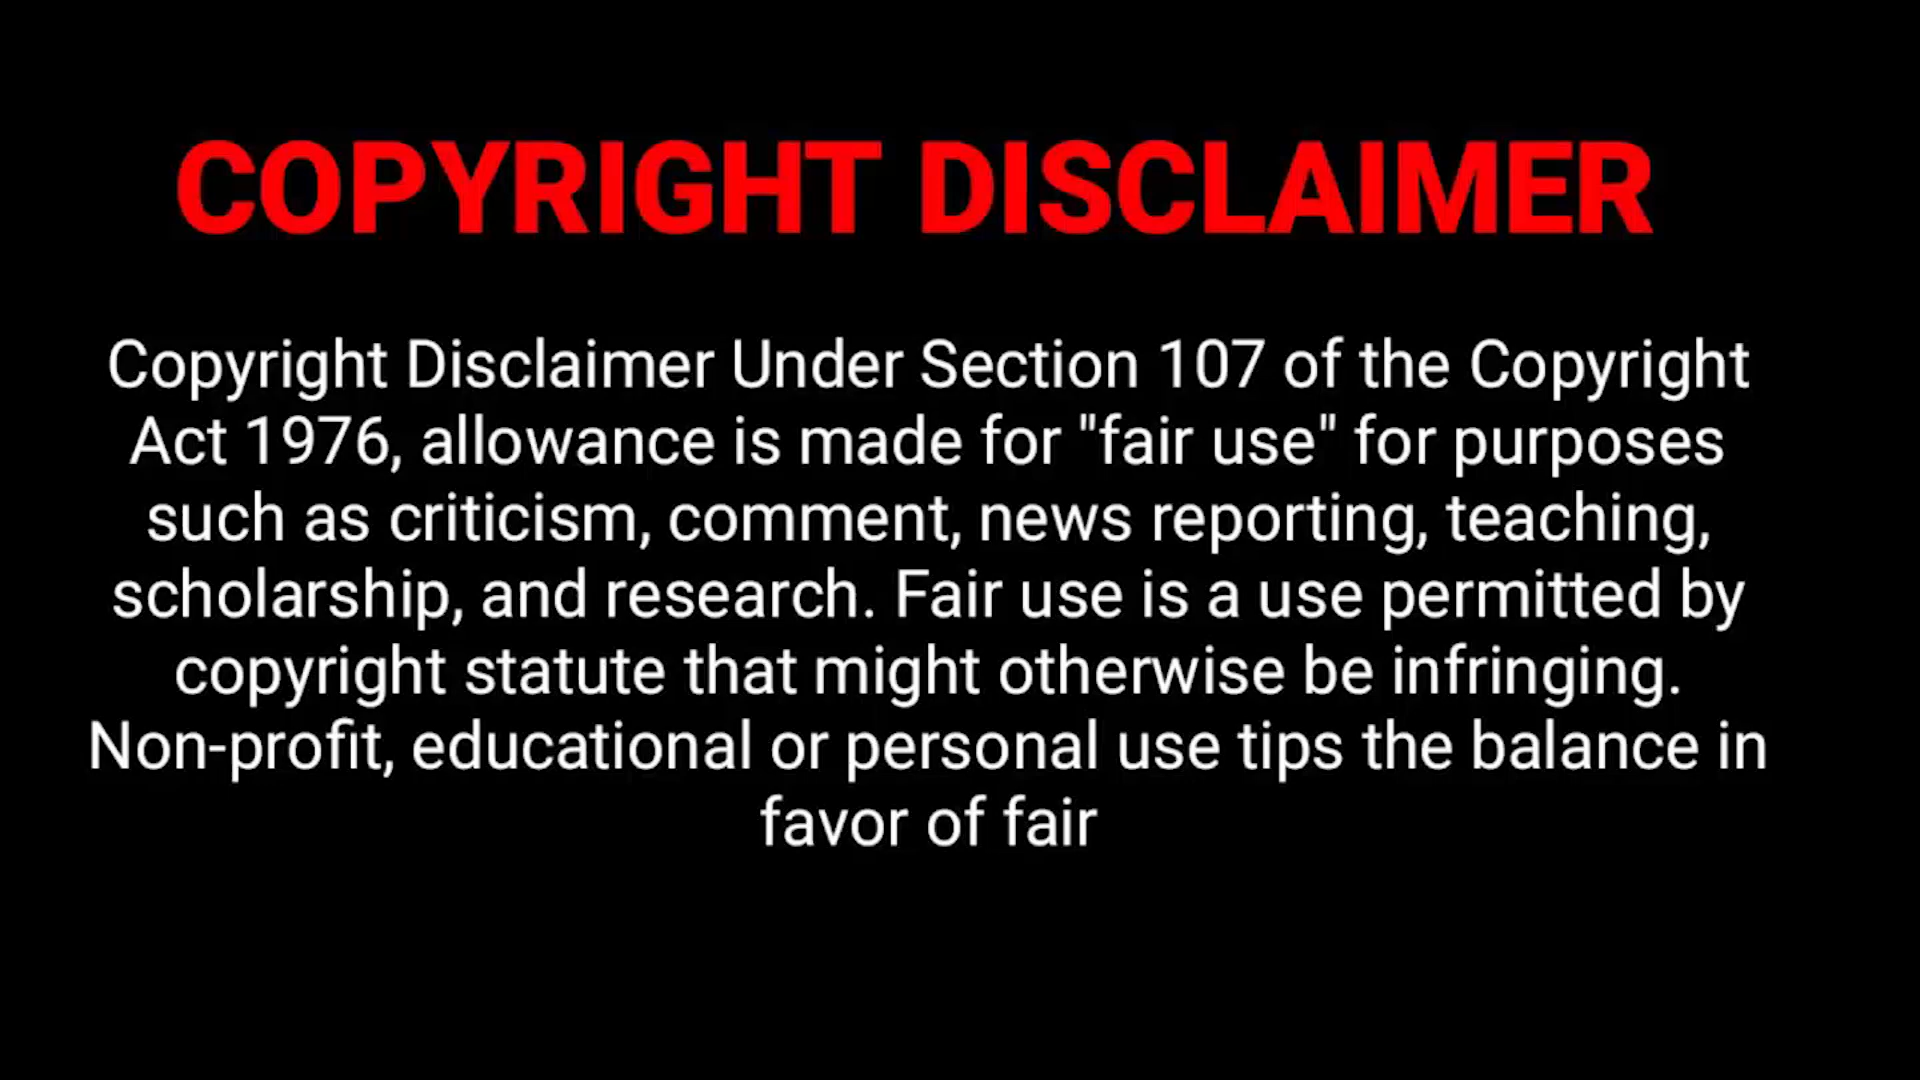 COPYRIGHT DISCLAIMER
Copyright Disclaimer Under Section 107 of the Copyright
Act 1976, allowance is made for "fair use" for purposes
such as criticism, comment, news reporting, teaching,
scholarship, and research. Fair use is a use permitted by
copyright statute that might otherwise be infringing.
Non-profit, educational or personal use tips the balance in
favor of fair